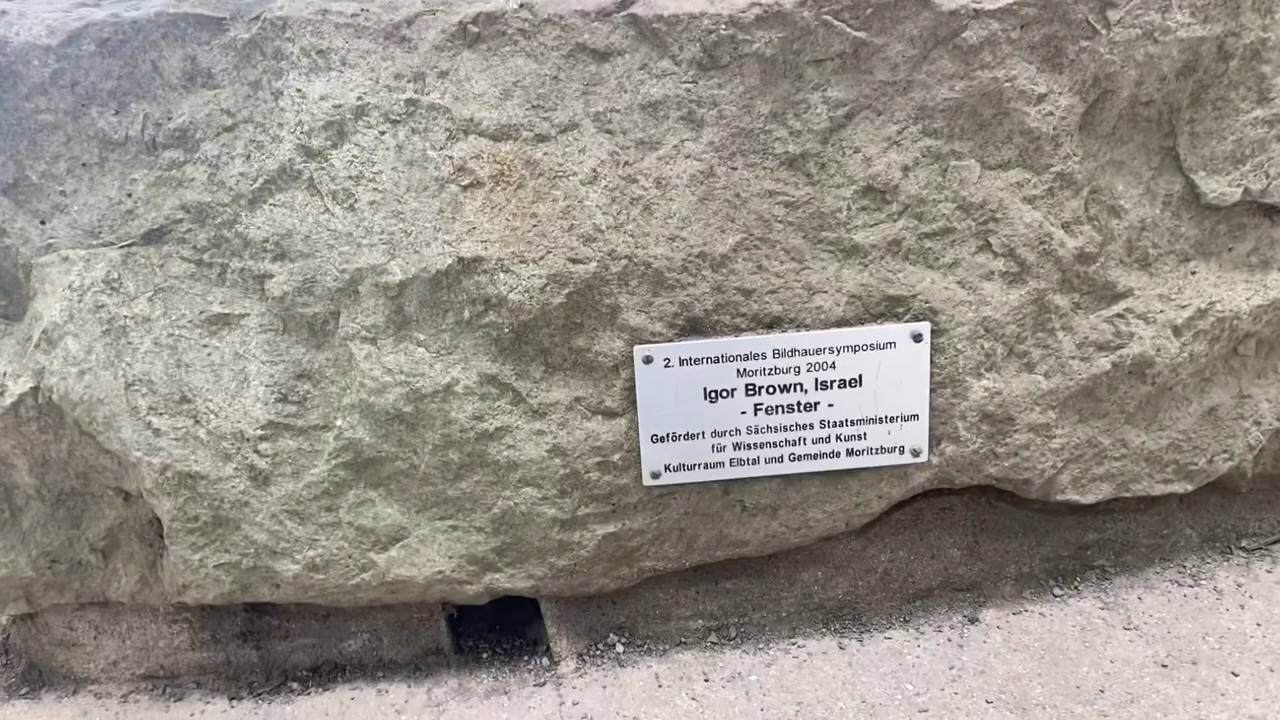 2. Internationales Bildhauersymposium
Moritzburg 2004
Igor Brown, Israel
- Fenster -
Gefördert durch Sächsisches Staatsministerium
für Wissenschaft und Kunst
Kulturraum Elbtal und Gemeinde Moritzburg